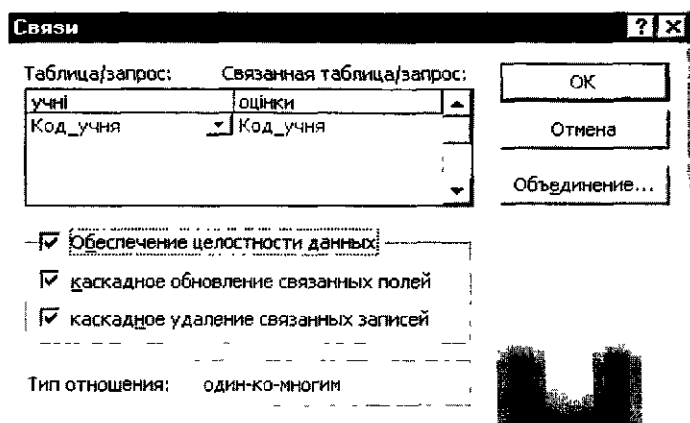 Связи
Таблица/запрос: Связанная таблица/запрос:
учні оцінки
Код_учня Код_учня
ОК
Отмена
Объединение...
Обеспечение целостности данных
каскадное обновление связанных полей
каскадное удаление связанных записей
Тип отношения: один-ко-многим